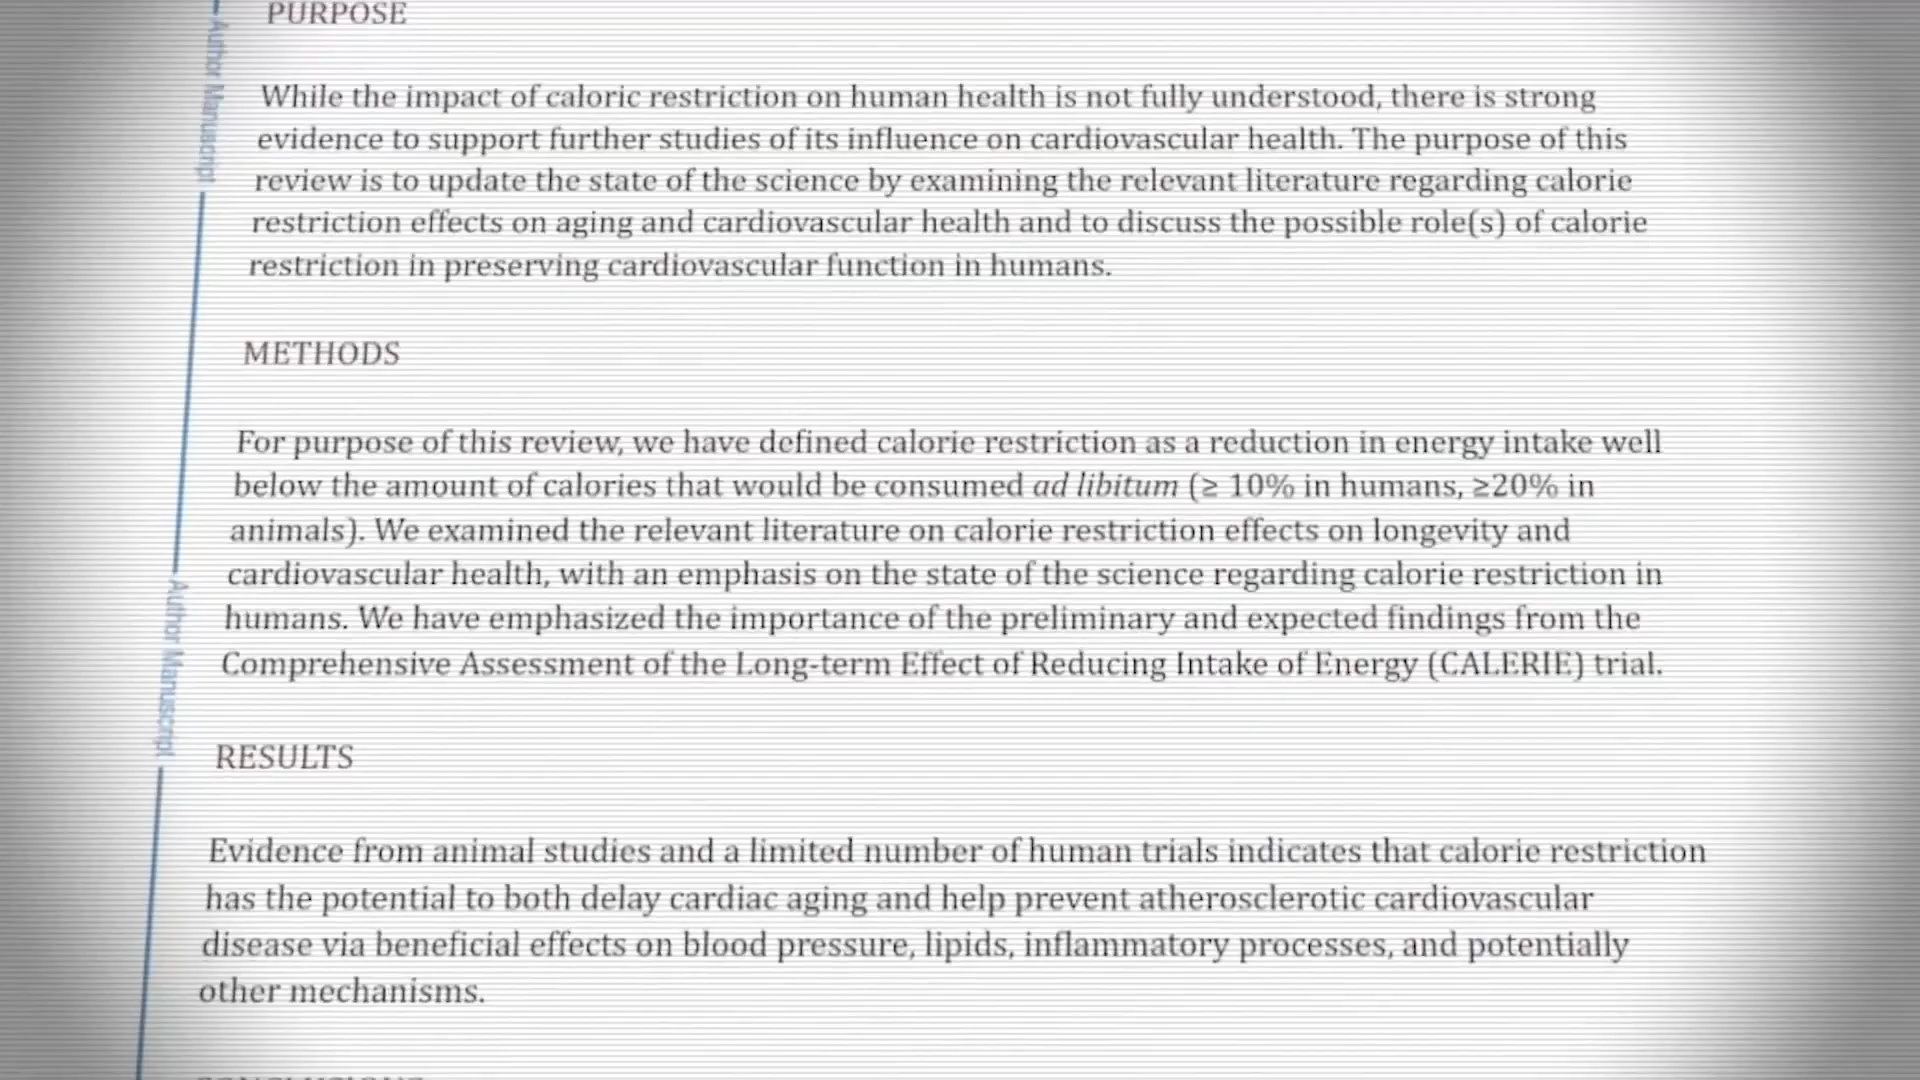 PURPOSE
While the impact of caloric restriction on human health is not fully understood, there is strong
evidence to support further studies of its influence on cardiovascular health. The purpose of this
review is to update the state of the science by examining the relevant literature regarding calorie
restriction effects on aging and cardiovascular health and to discuss the possible role(s) of calorie
restriction in preserving cardiovascular function in humans.
METHODS
For purpose of this review, we have defined calorie restriction as a reduction in energy intake well
below the amount of calories that would be consumed ad libitum (≥ 10% in humans, ≥20% in
animals). We examined the relevant literature on calorie restriction effects on longevity and
cardiovascular health, with an emphasis on the state of the science regarding calorie restriction in
humans. We have emphasized the importance of the preliminary and expected findings from the
Comprehensive Assessment of the Long-term Effect of Reducing Intake of Energy (CALERIE) trial.
RESULTS
Evidence from animal studies and a limited number of human trials indicates that calorie restriction
has the potential to both delay cardiac aging and help prevent atherosclerotic cardiovascular
disease via beneficial effects on blood pressure, lipids, inflammatory processes, and potentially
other mechanisms.
Author Manuscript
Author Manuscript